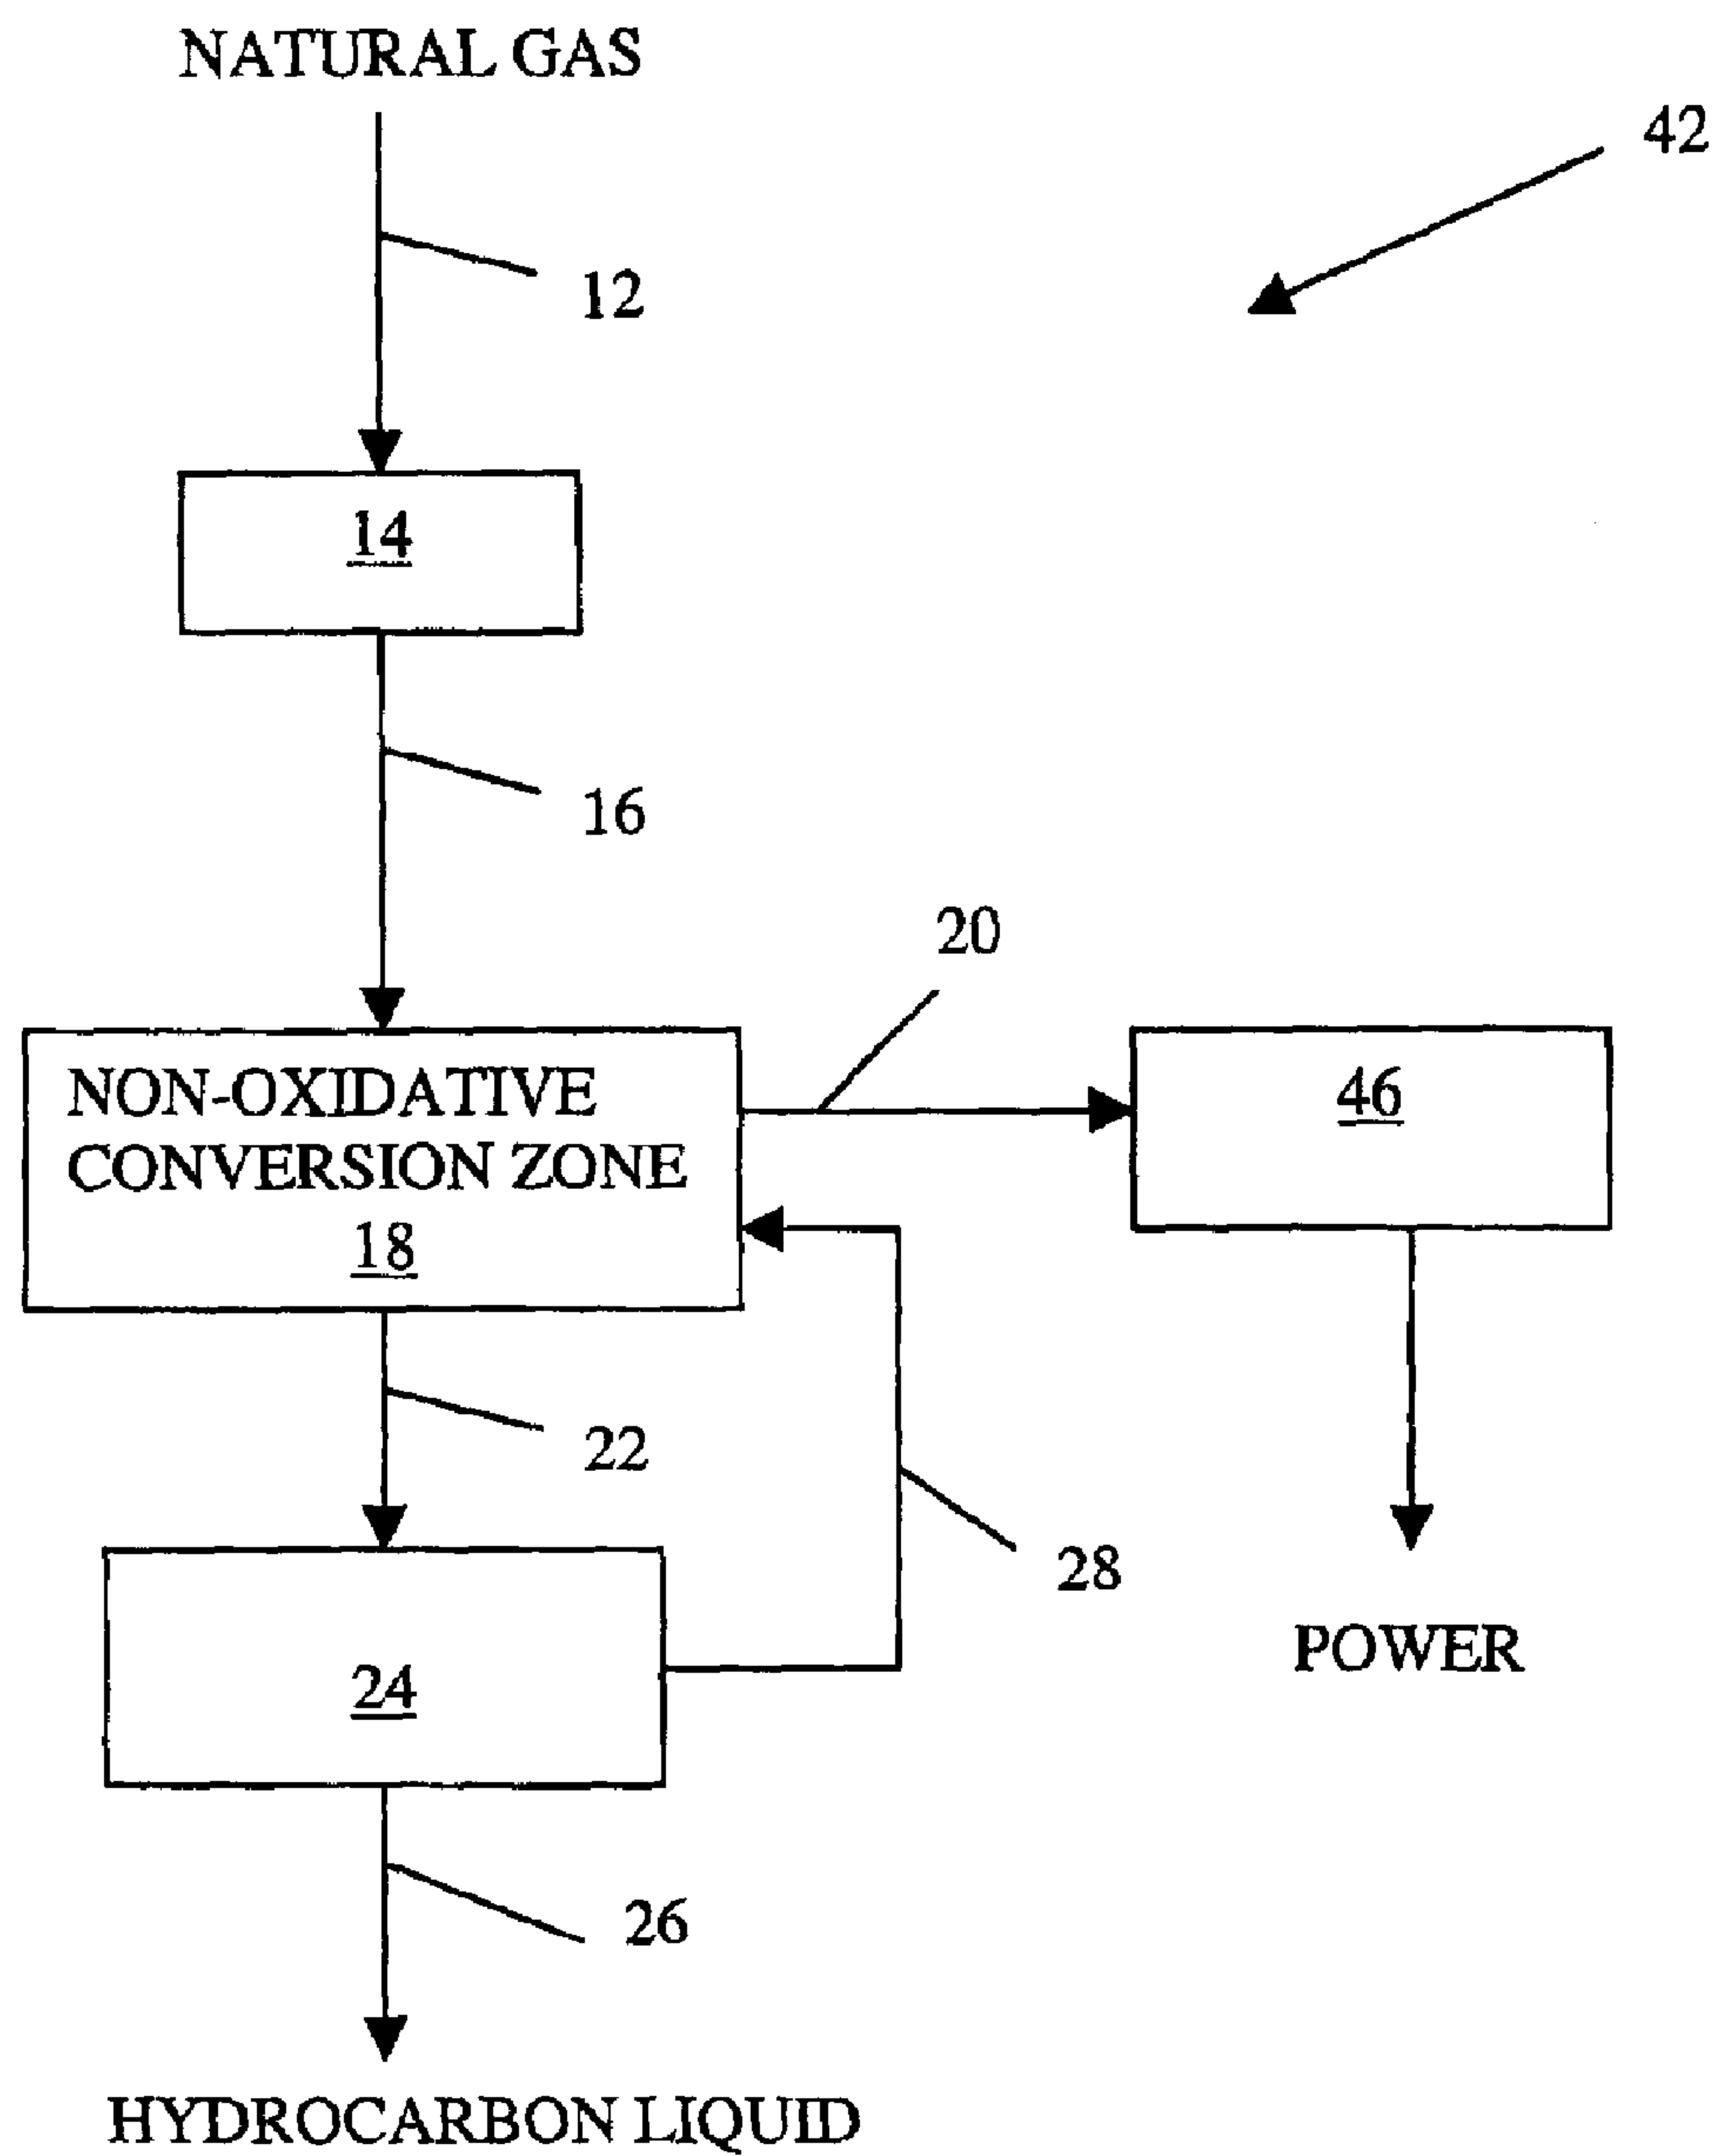 NATURAL GAS
42
12
14
16
20
NON-OXIDATIVE
CONVERSION ZONE
18
46
22
28
24
POWER
26
HYDROCARBON LIQUID